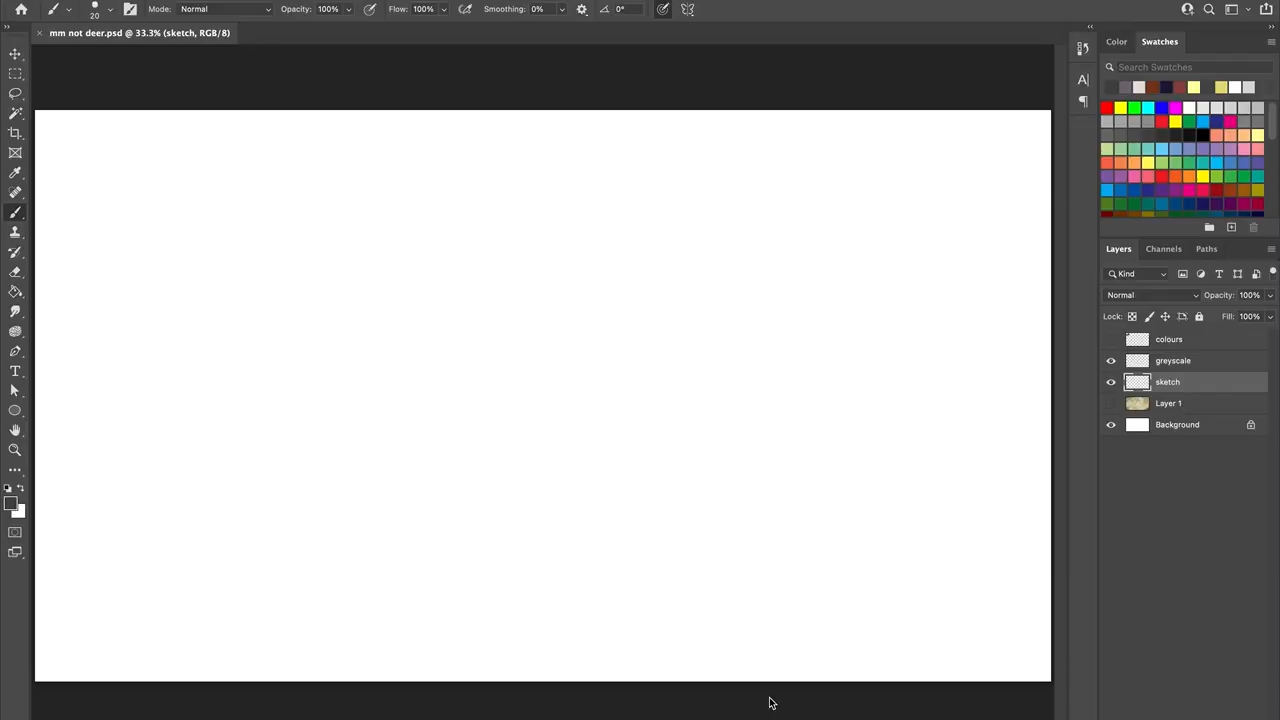 20 Mode: Normal Opacity: 100% Flow: 100% Smoothing: 0% 0°
mm not deer.psd @ 33.3% (sketch, RGB/8)
Color Swatches
Search Swatches
Layers Channels Paths
Kind
Normal Opacity: 100%
Lock: Fill: 100%
colours
greyscale
sketch
Layer 1
Background